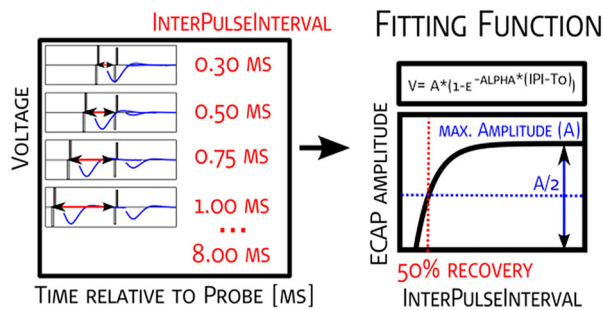 InterPulseInterval
Fitting Function
Voltage
0.30 ms
0.50 ms
0.75 ms
1.00 ms
...
8.00 ms
Time relative to Probe [ms]
V= A*(1-e^-alpha*(IPI-T0))
ECAP amplitude
max. Amplitude (A)
A/2
50% recovery
InterPulseInterval